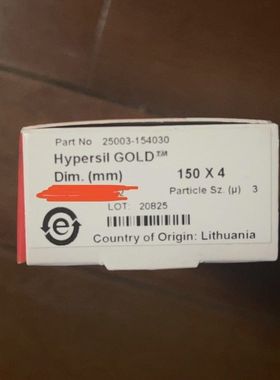 Part No 25003-154030
Hypersil GOLD™
Dim. (mm) 150 X 4
Particle Sz. (µ) 3
LOT: 20825
e
Country of Origin: Lithuania